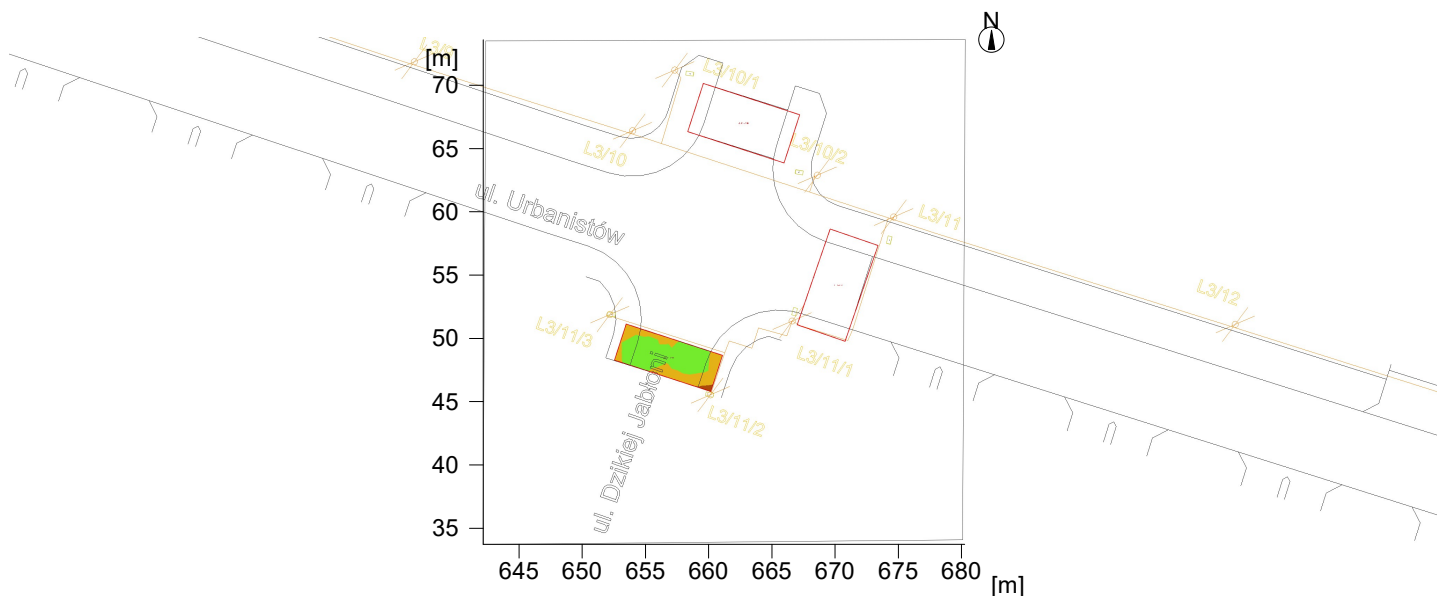 N
L3/9
[m]
70
65
60
55
50
45
40
35
L3/10/1
L3/10
L3/10/2
ul. Urbanistów
L3/11
L3/12
L3/11/3
L3/11/1
L3/11/2
ul. Dzikiej Jabłoni
645 650 655 660 665 670 675 680
[m]